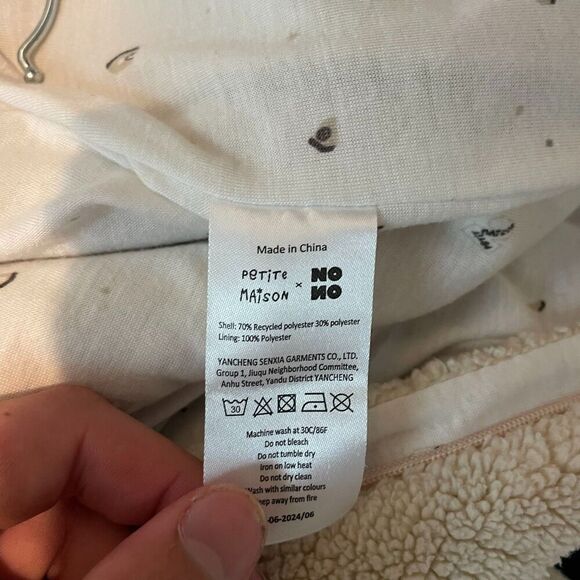 Made in China
PETITE NO
MAISON x NO
Shell: 70% Recycled polyester 30% polyester
Lining: 100% Polyester
YANCHENG SENXIA GARMENTS CO., LTD.
Group 1, Jiuqu Neighborhood Committee,
Anhu Street, Yandu District YANCHENG
30
Machine wash at 30C/86F
Do not bleach
Do not tumble dry
Iron on low heat
Do not dry clean
Wash with similar colours
eep away from fire
-06-2024/06